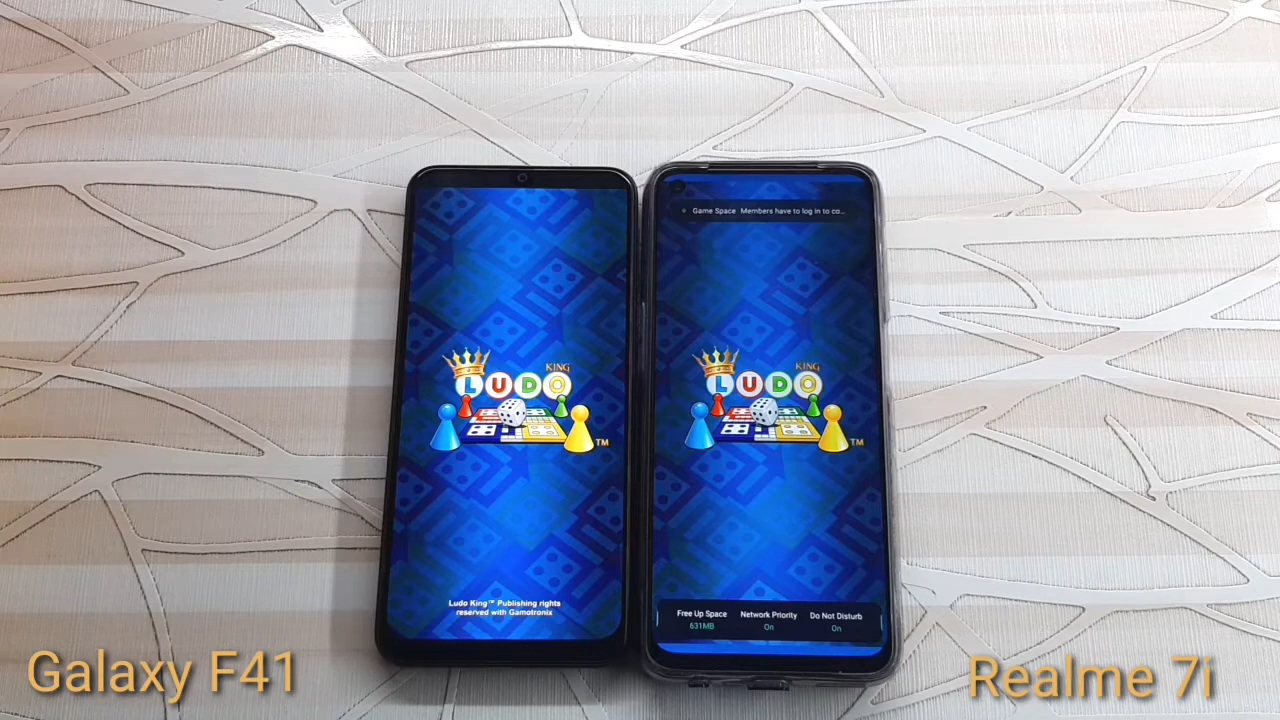 Game Space Members have to log in to co...
KING
LUDO
TM
KING
LUDO
TM
Ludo King™ Publishing rights
reserved with Gamotronix
Free Up Space Network Priority Do Not Disturb
631MB On On
Galaxy F41
Realme 7i